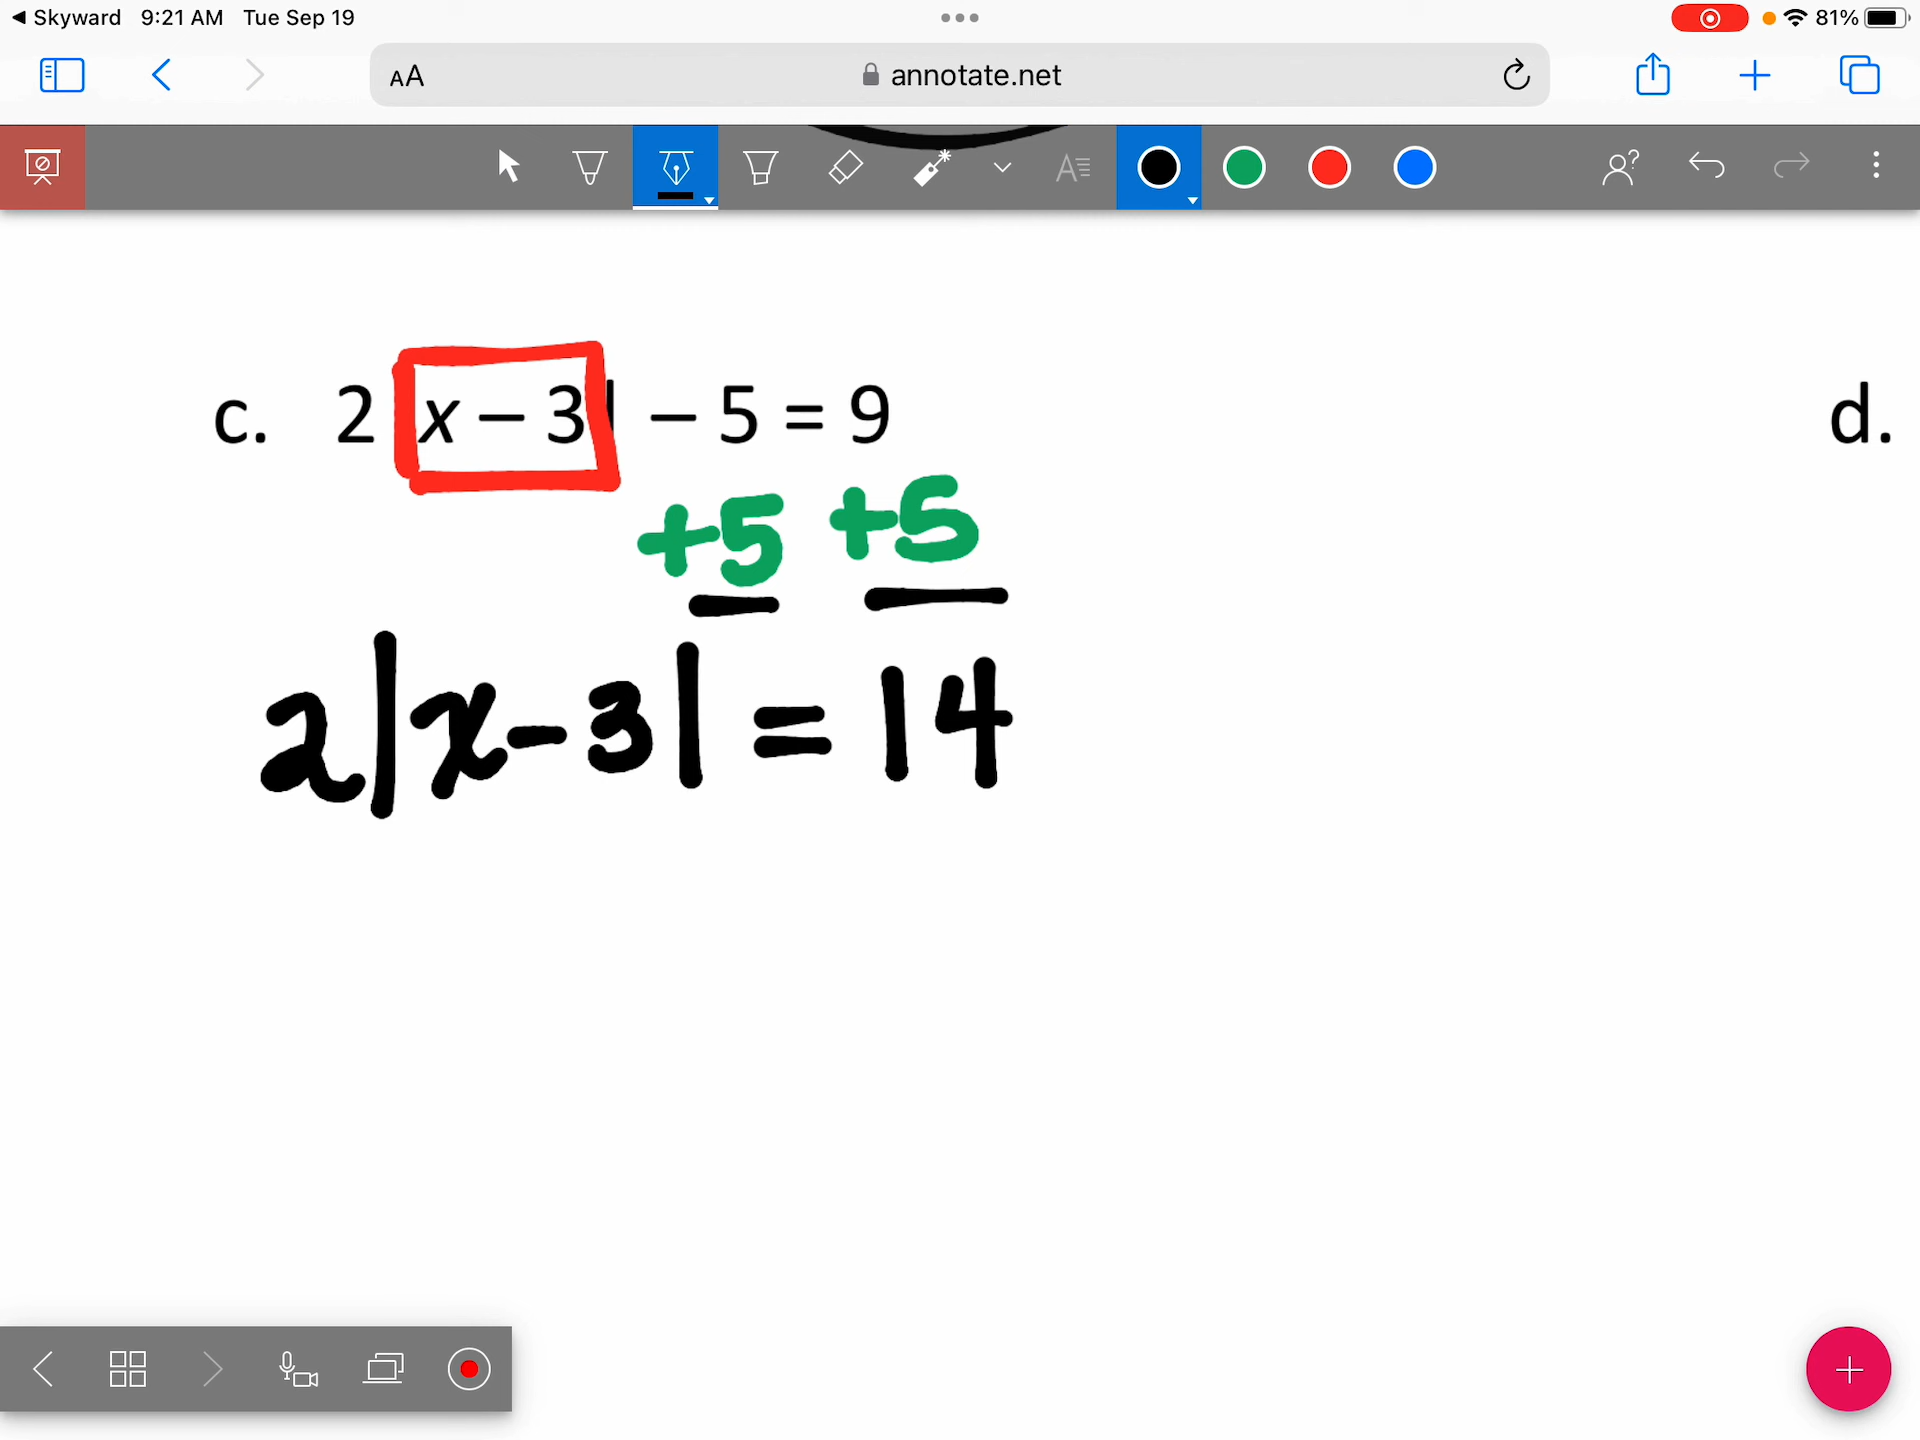 Skyward 9:21 AM Tue Sep 19 81%
AA annotate.net
c. 2 |x – 3| – 5 = 9
d.
+5 +5
2|x-3| = 14